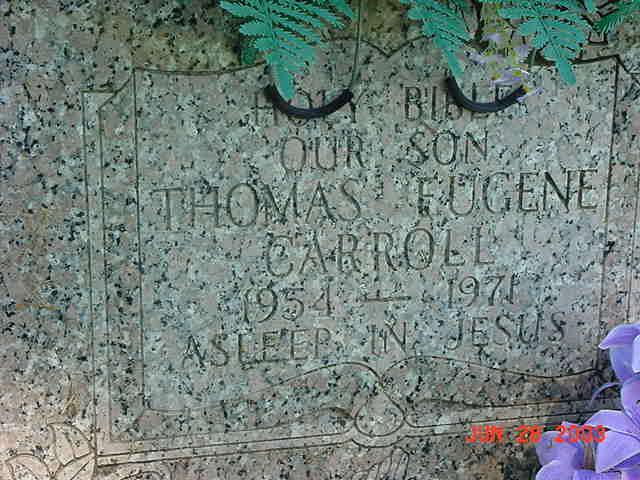 HOLY BIBLE
OUR SON
THOMAS EUGENE
CARROLL
1954 — 1971
ASLEEP IN JESUS
JUN 28 2003